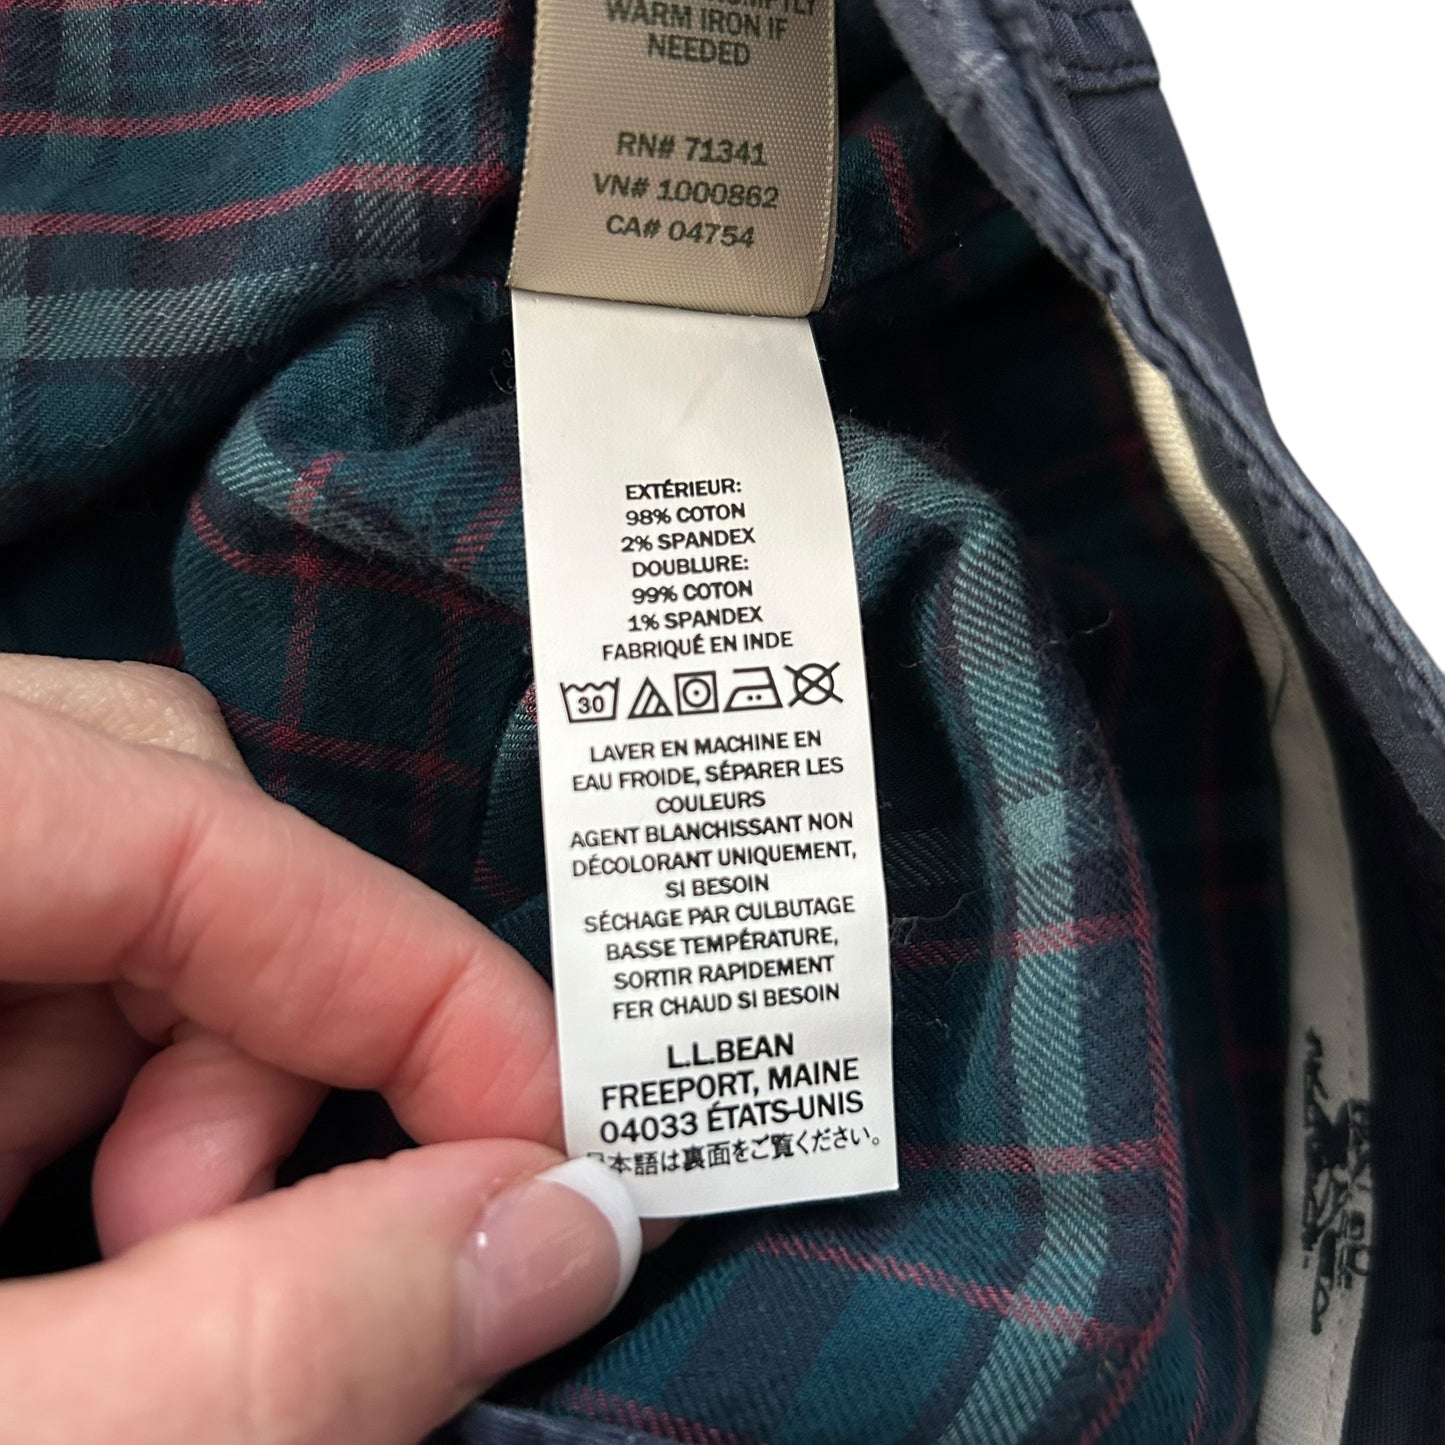 WARM IRON IF
NEEDED
RN# 71341
VN# 1000862
CA# 04754
EXTÉRIEUR:
98% COTON
2% SPANDEX
DOUBLURE:
99% COTON
1% SPANDEX
FABRIQUÉ EN INDE
30
LAVER EN MACHINE EN
EAU FROIDE, SÉPARER LES
COULEURS
AGENT BLANCHISSANT NON
DÉCOLORANT UNIQUEMENT,
SI BESOIN
SÉCHAGE PAR CULBUTAGE
BASSE TEMPÉRATURE,
SORTIR RAPIDEMENT
FER CHAUD SI BESOIN
L.L.BEAN
FREEPORT, MAINE
04033 ÉTATS-UNIS
本語は裏面をご覧ください。